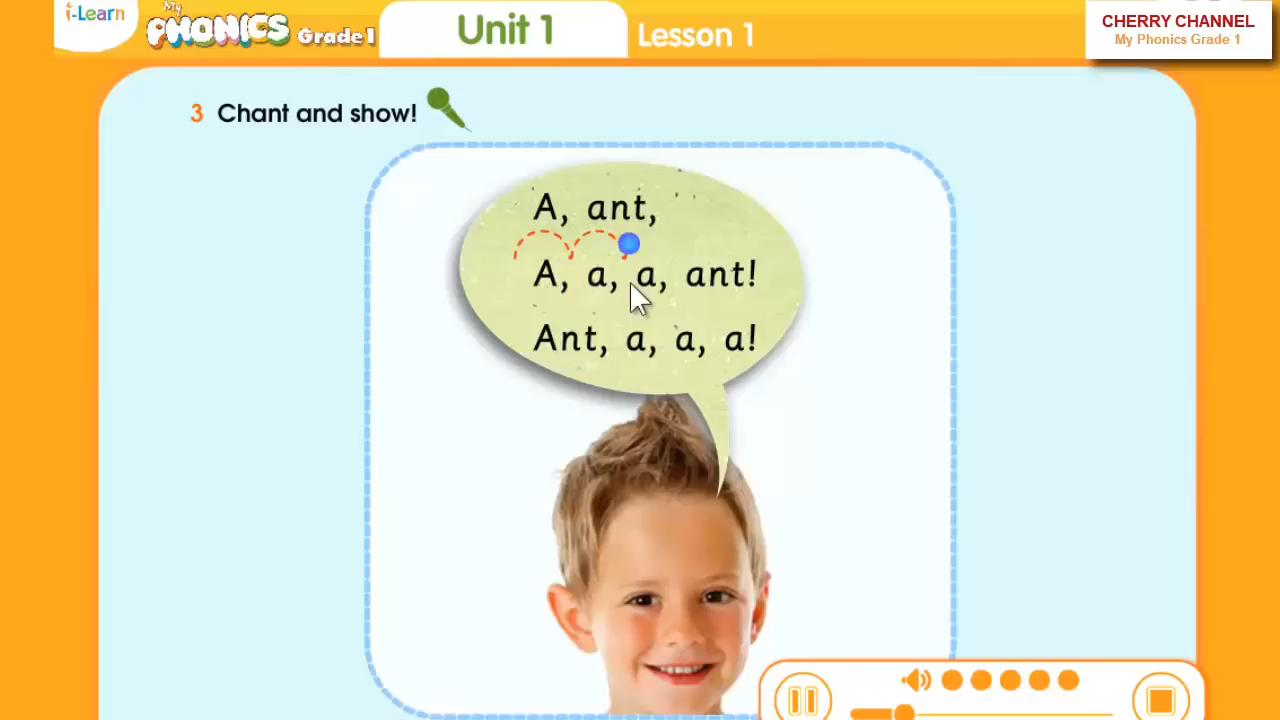 i-Learn
My
PHONICS Grade 1
Unit 1
Lesson 1
CHERRY CHANNEL
My Phonics Grade 1
3 Chant and show!
A, ant,
A, a, a, ant!
Ant, a, a, a!